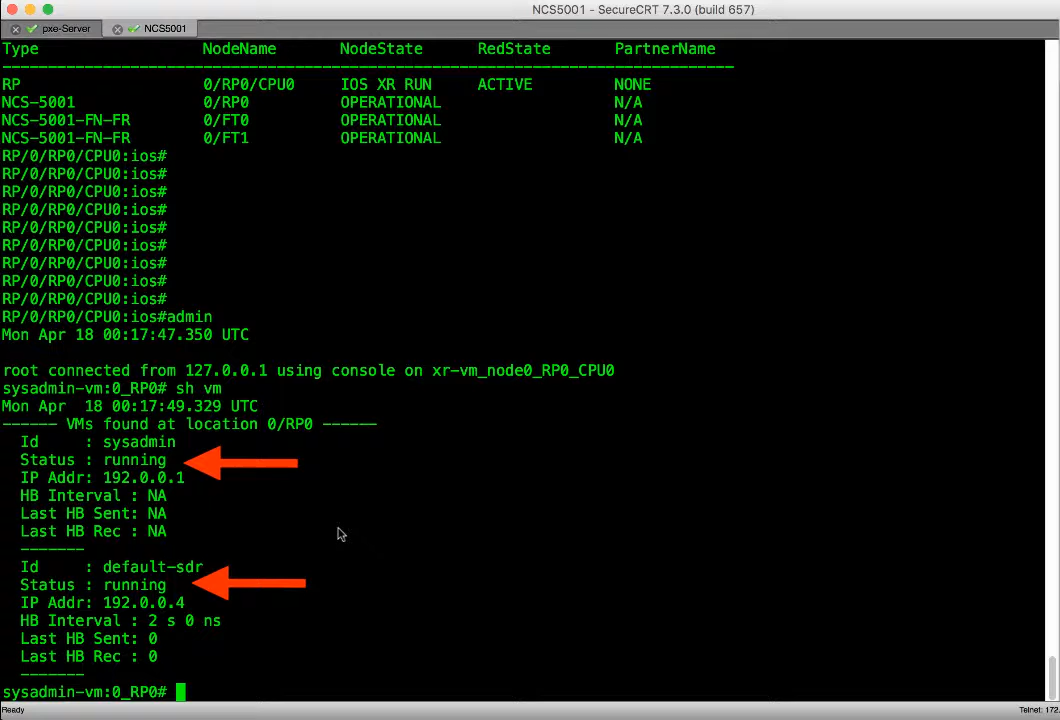 NCS5001 - SecureCRT 7.3.0 (build 657)
pxe-Server NCS5001
Type NodeName NodeState RedState PartnerName
--------------------------------------------------------------------------------
RP 0/RP0/CPU0 IOS XR RUN ACTIVE NONE
NCS-5001 0/RP0 OPERATIONAL N/A
NCS-5001-FN-FR 0/FT0 OPERATIONAL N/A
NCS-5001-FN-FR 0/FT1 OPERATIONAL N/A
RP/0/RP0/CPU0:ios#
RP/0/RP0/CPU0:ios#
RP/0/RP0/CPU0:ios#
RP/0/RP0/CPU0:ios#
RP/0/RP0/CPU0:ios#
RP/0/RP0/CPU0:ios#
RP/0/RP0/CPU0:ios#
RP/0/RP0/CPU0:ios#
RP/0/RP0/CPU0:ios#
RP/0/RP0/CPU0:ios#admin
Mon Apr 18 00:17:47.350 UTC
root connected from 127.0.0.1 using console on xr-vm_node0_RP0_CPU0
sysadmin-vm:0_RP0# sh vm
Mon Apr  18 00:17:49.329 UTC
------ VMs found at location 0/RP0 ------
Id : sysadmin
Status : running
IP Addr: 192.0.0.1
HB Interval : NA
Last HB Sent: NA
Last HB Rec : NA
-------
Id : default-sdr
Status : running
IP Addr: 192.0.0.4
HB Interval : 2 s 0 ns
Last HB Sent: 0
Last HB Rec : 0
-------
sysadmin-vm:0_RP0#
Ready Telnet: 172